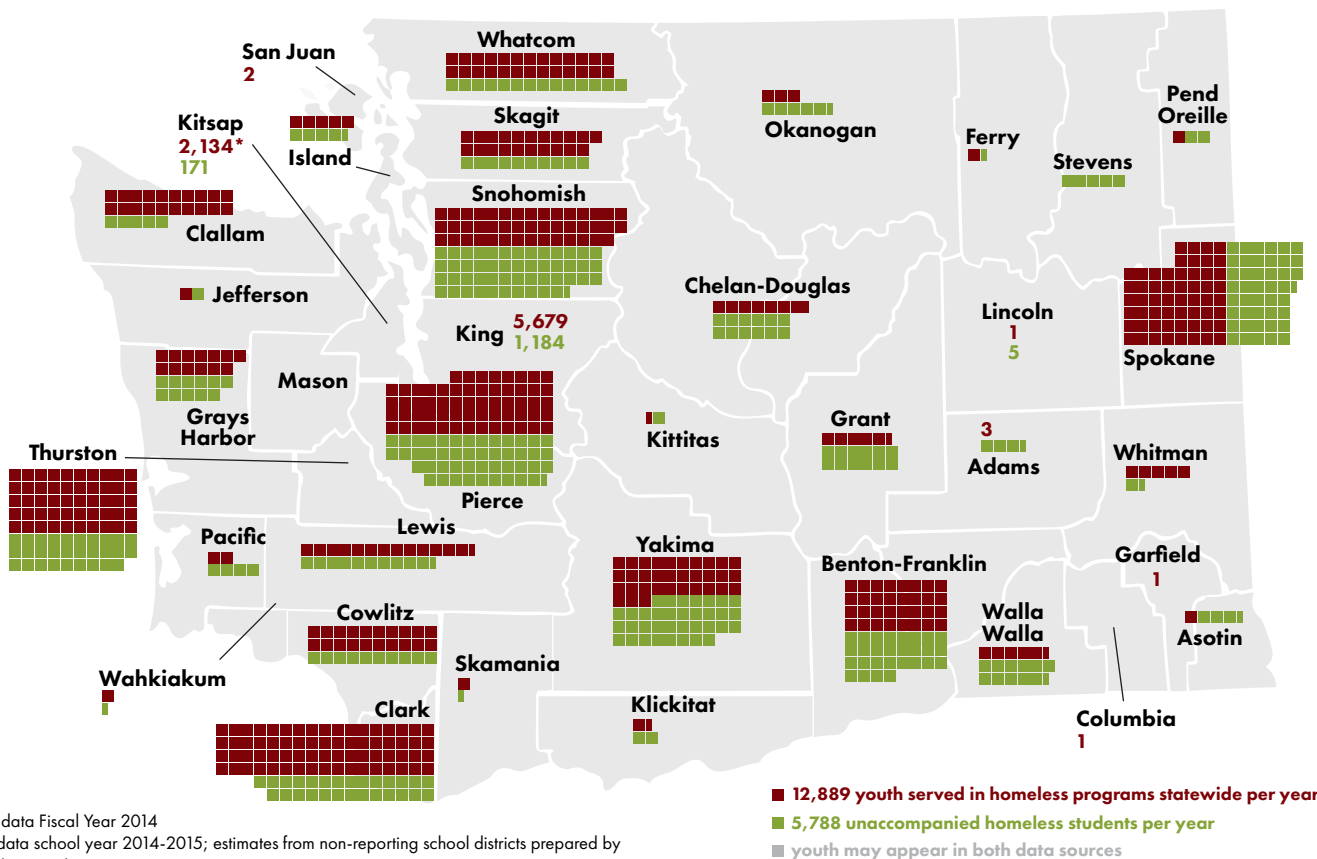 San Juan
2
Whatcom
Kitsap
2,134*
171
Island
Skagit
Okanogan
Ferry
Stevens
Pend
Oreille
Clallam
Snohomish
Jefferson
King
5,679
1,184
Chelan-Douglas
Lincoln
1
5
Spokane
Mason
Grays
Harbor
Thurston
Pierce
Kittitas
Grant
3
Adams
Whitman
Pacific
Lewis
Yakima
Benton-Franklin
Garfield
1
Walla
Walla
Asotin
Cowlitz
Wahkiakum
Skamania
Clark
Klickitat
Columbia
1
12,889 youth served in homeless programs statewide per year
5,788 unaccompanied homeless students per year
youth may appear in both data sources
data Fiscal Year 2014
data school year 2014-2015; estimates from non-reporting school districts prepared by